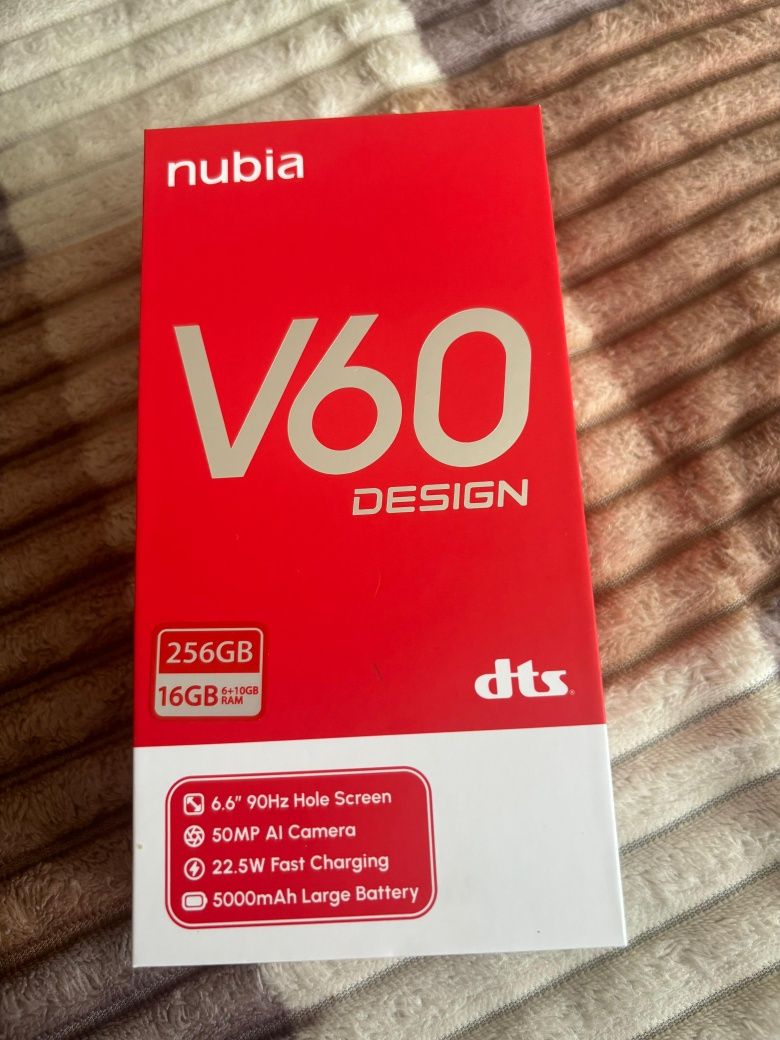 nubia
V60
DESIGN
256GB
16GB 6+10GB RAM
dts
6.6" 90Hz Hole Screen
50MP AI Camera
22.5W Fast Charging
5000mAh Large Battery